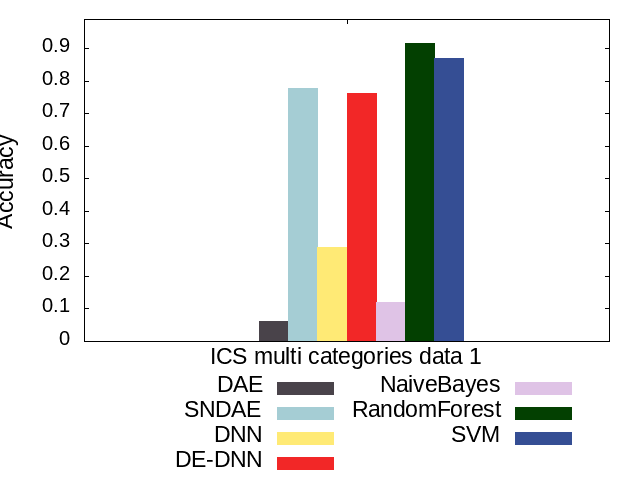 0.9
0.8
0.7
0.6
0.5
0.4
0.3
0.2
0.1
0
Accuracy
ICS multi categories data 1
DAE
SNDAE
DNN
DE-DNN
NaiveBayes
RandomForest
SVM